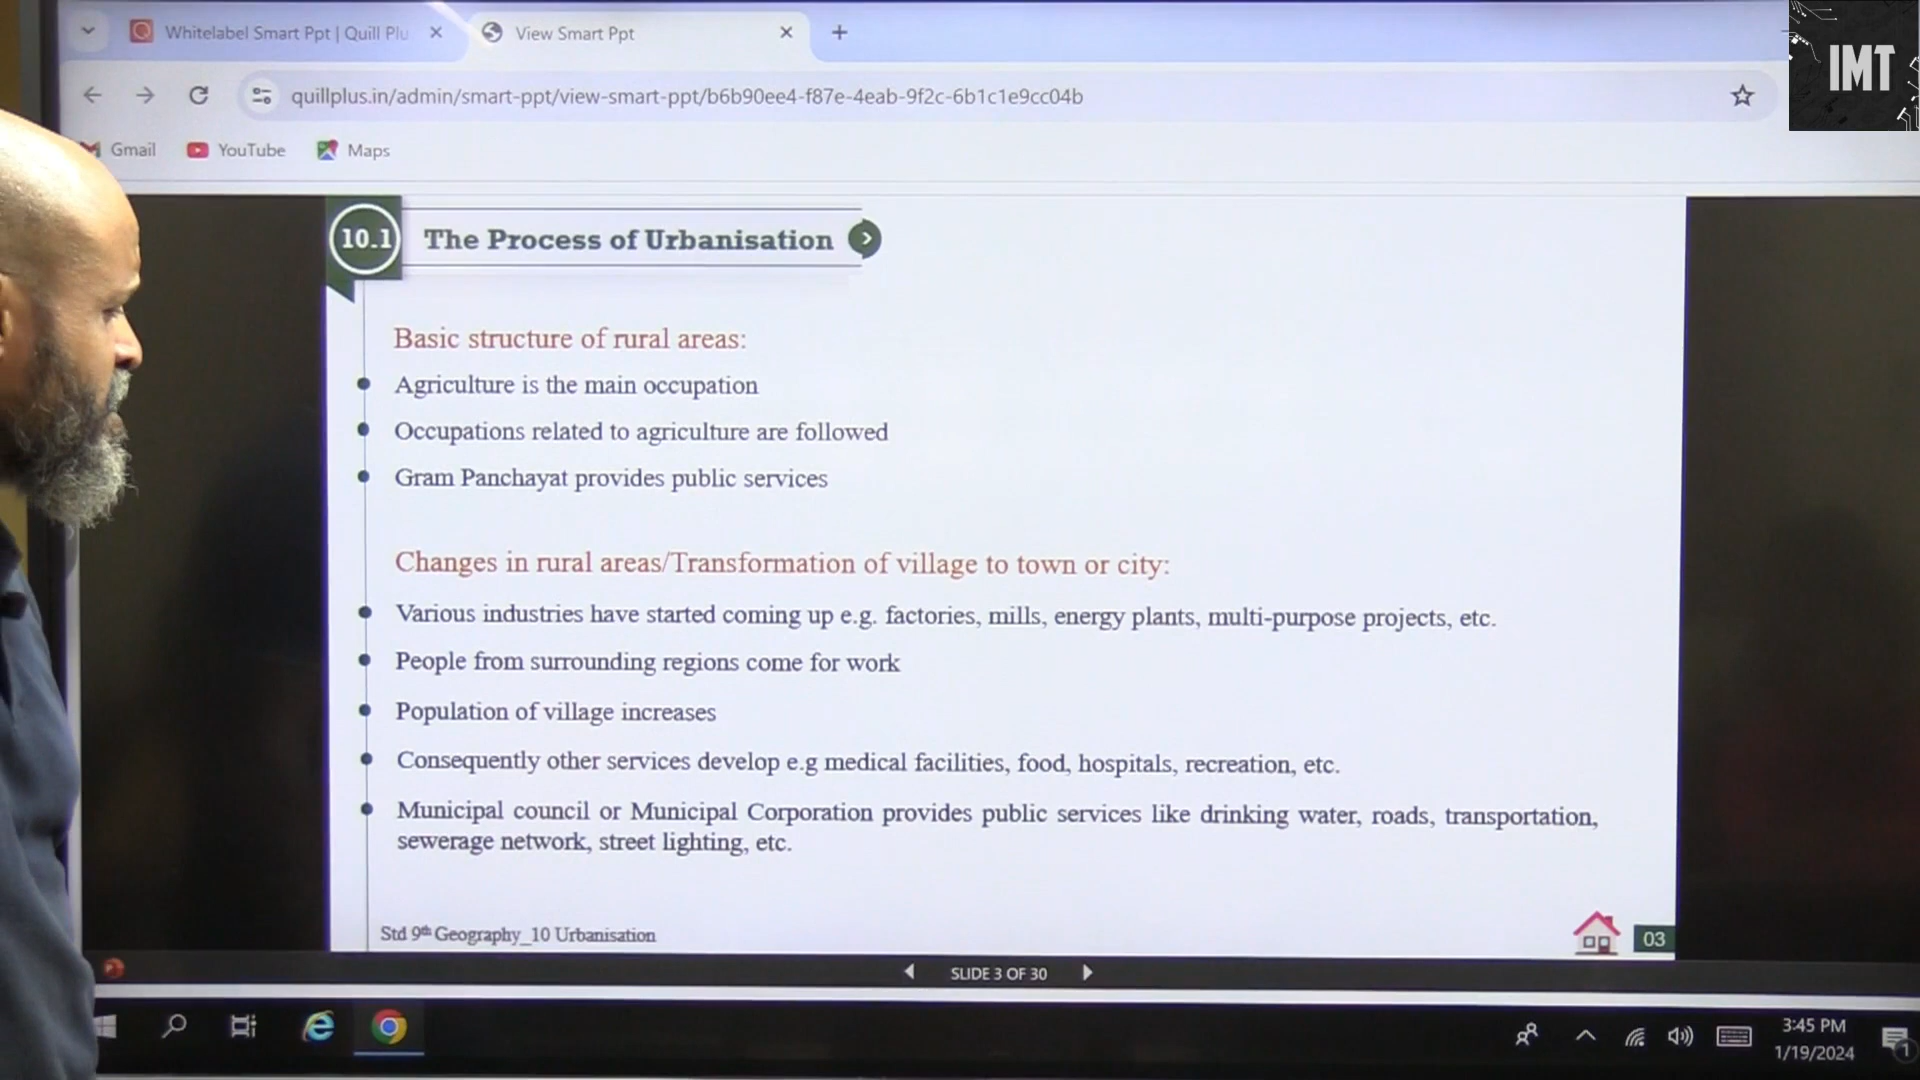 Whitelabel Smart Ppt | Quill Plu
View Smart Ppt
IMT
quillplus.in/admin/smart-ppt/view-smart-ppt/b6b90ee4-f87e-4eab-9f2c-6b1c1e9cc04b
Gmail
YouTube
Maps
10.1
The Process of Urbanisation
Basic structure of rural areas:
Agriculture is the main occupation
Occupations related to agriculture are followed
Gram Panchayat provides public services
Changes in rural areas/Transformation of village to town or city:
Various industries have started coming up e.g. factories, mills, energy plants, multi-purpose projects, etc.
People from surrounding regions come for work
Population of village increases
Consequently other services develop e.g medical facilities, food, hospitals, recreation, etc.
Municipal council or Municipal Corporation provides public services like drinking water, roads, transportation,
sewerage network, street lighting, etc.
Std 9th Geography_10 Urbanisation
03
SLIDE 3 OF 30
3:45 PM
1/19/2024
1